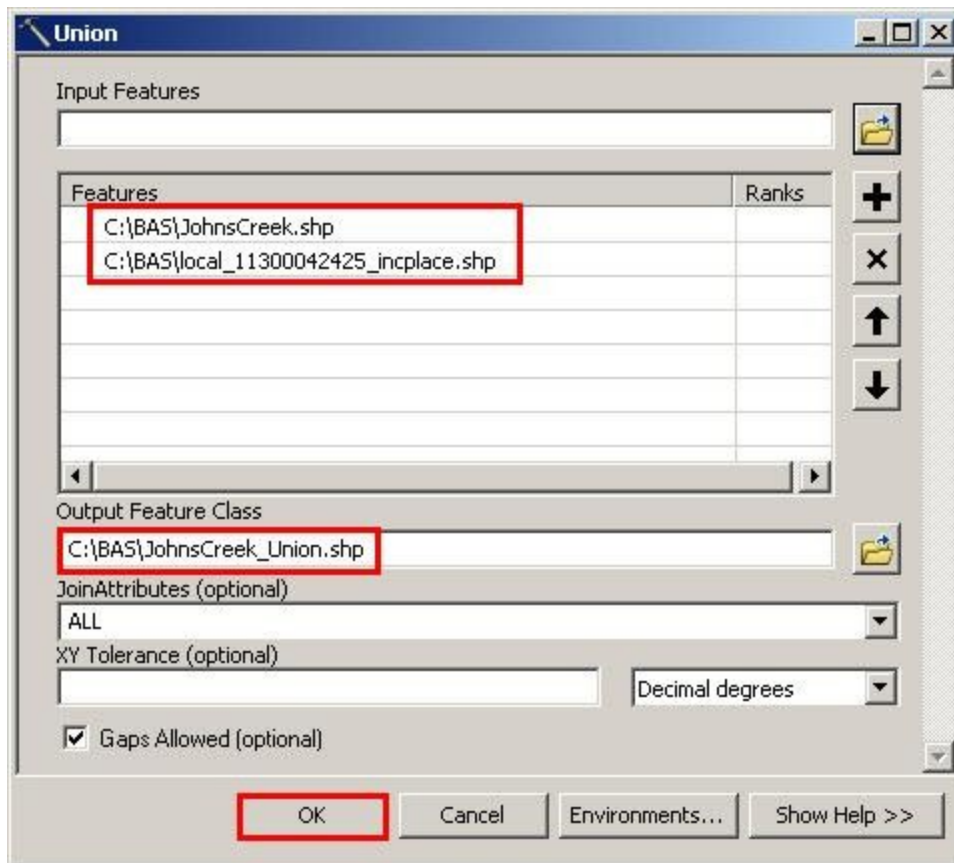 Union
Input Features
Features Ranks
C:\BAS\JohnsCreek.shp
C:\BAS\local_11300042425_incplace.shp
Output Feature Class
C:\BAS\JohnsCreek_Union.shp
JoinAttributes (optional)
ALL
XY Tolerance (optional)
Decimal degrees
Gaps Allowed (optional)
OK Cancel Environments... Show Help >>